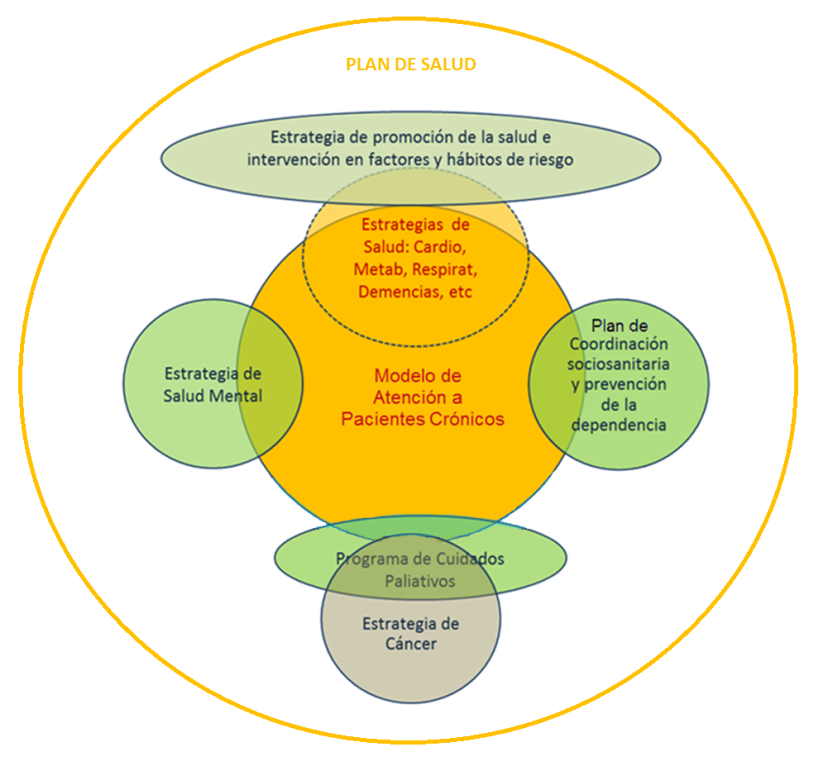 PLAN DE SALUD
Estrategia de promoción de la salud e
intervención en factores y hábitos de riesgo
Estrategias de
Salud: Cardio,
Metab, Respirat,
Demencias, etc
Estrategia de
Salud Mental
Modelo de
Atención a
Pacientes Crónicos
Plan de
Coordinación
sociosanitaria
y prevención
de la
dependencia
Programa de Cuidados
Paliativos
Estrategia de
Cáncer